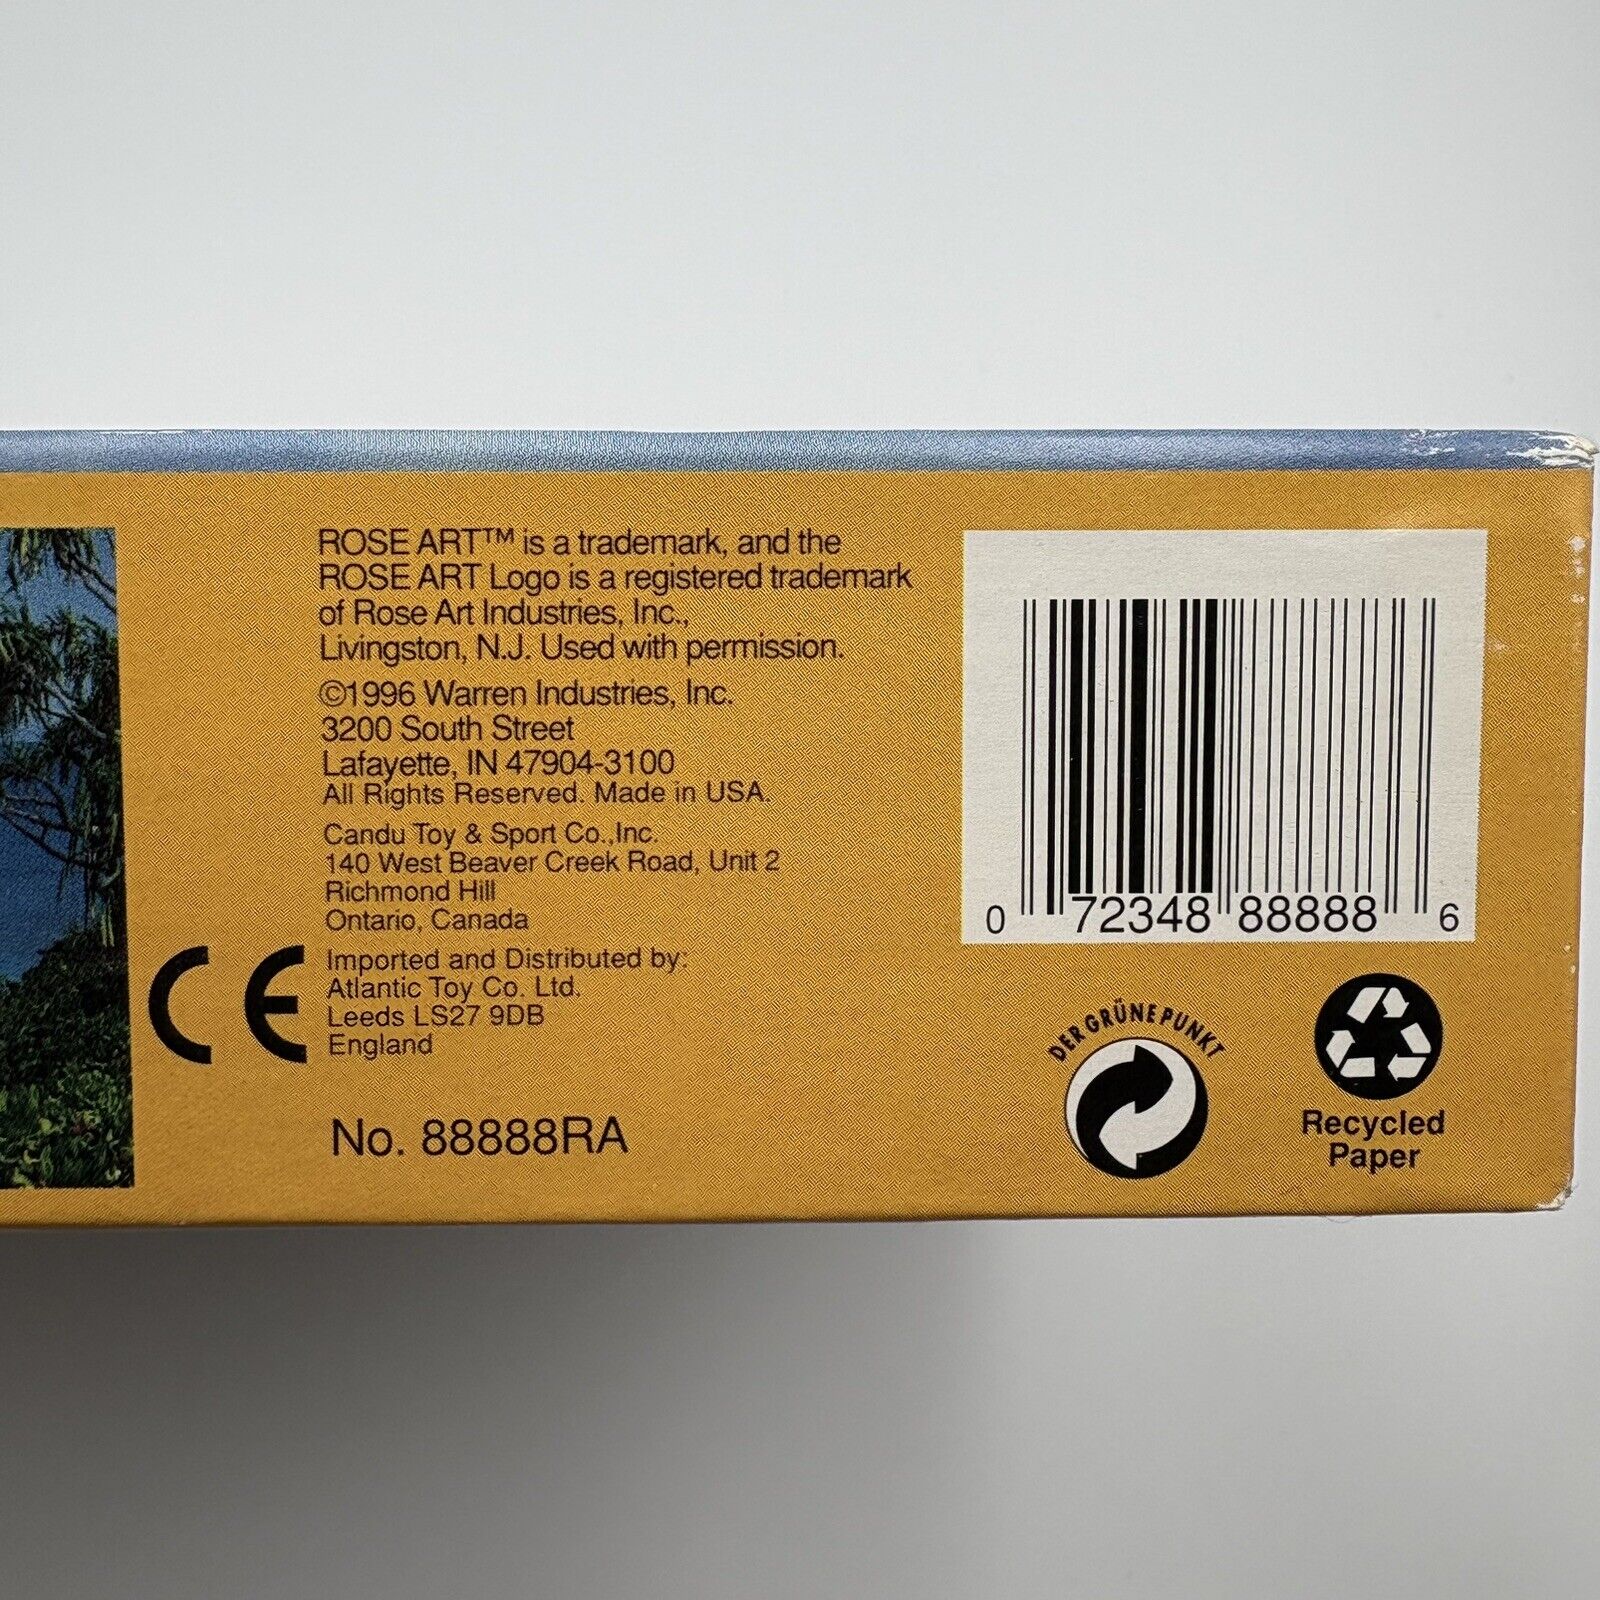 ROSE ART™ is a trademark, and the
ROSE ART Logo is a registered trademark
of Rose Art Industries, Inc.,
Livingston, N.J. Used with permission.
©1996 Warren Industries, Inc.
3200 South Street
Lafayette, IN 47904-3100
All Rights Reserved. Made in USA.
Candu Toy & Sport Co.,Inc.
140 West Beaver Creek Road, Unit 2
Richmond Hill
Ontario, Canada
CE
Imported and Distributed by:
Atlantic Toy Co. Ltd.
Leeds LS27 9DB
England
No. 88888RA
0 72348 88888 6
DER GRÜNE PUNKT
Recycled
Paper